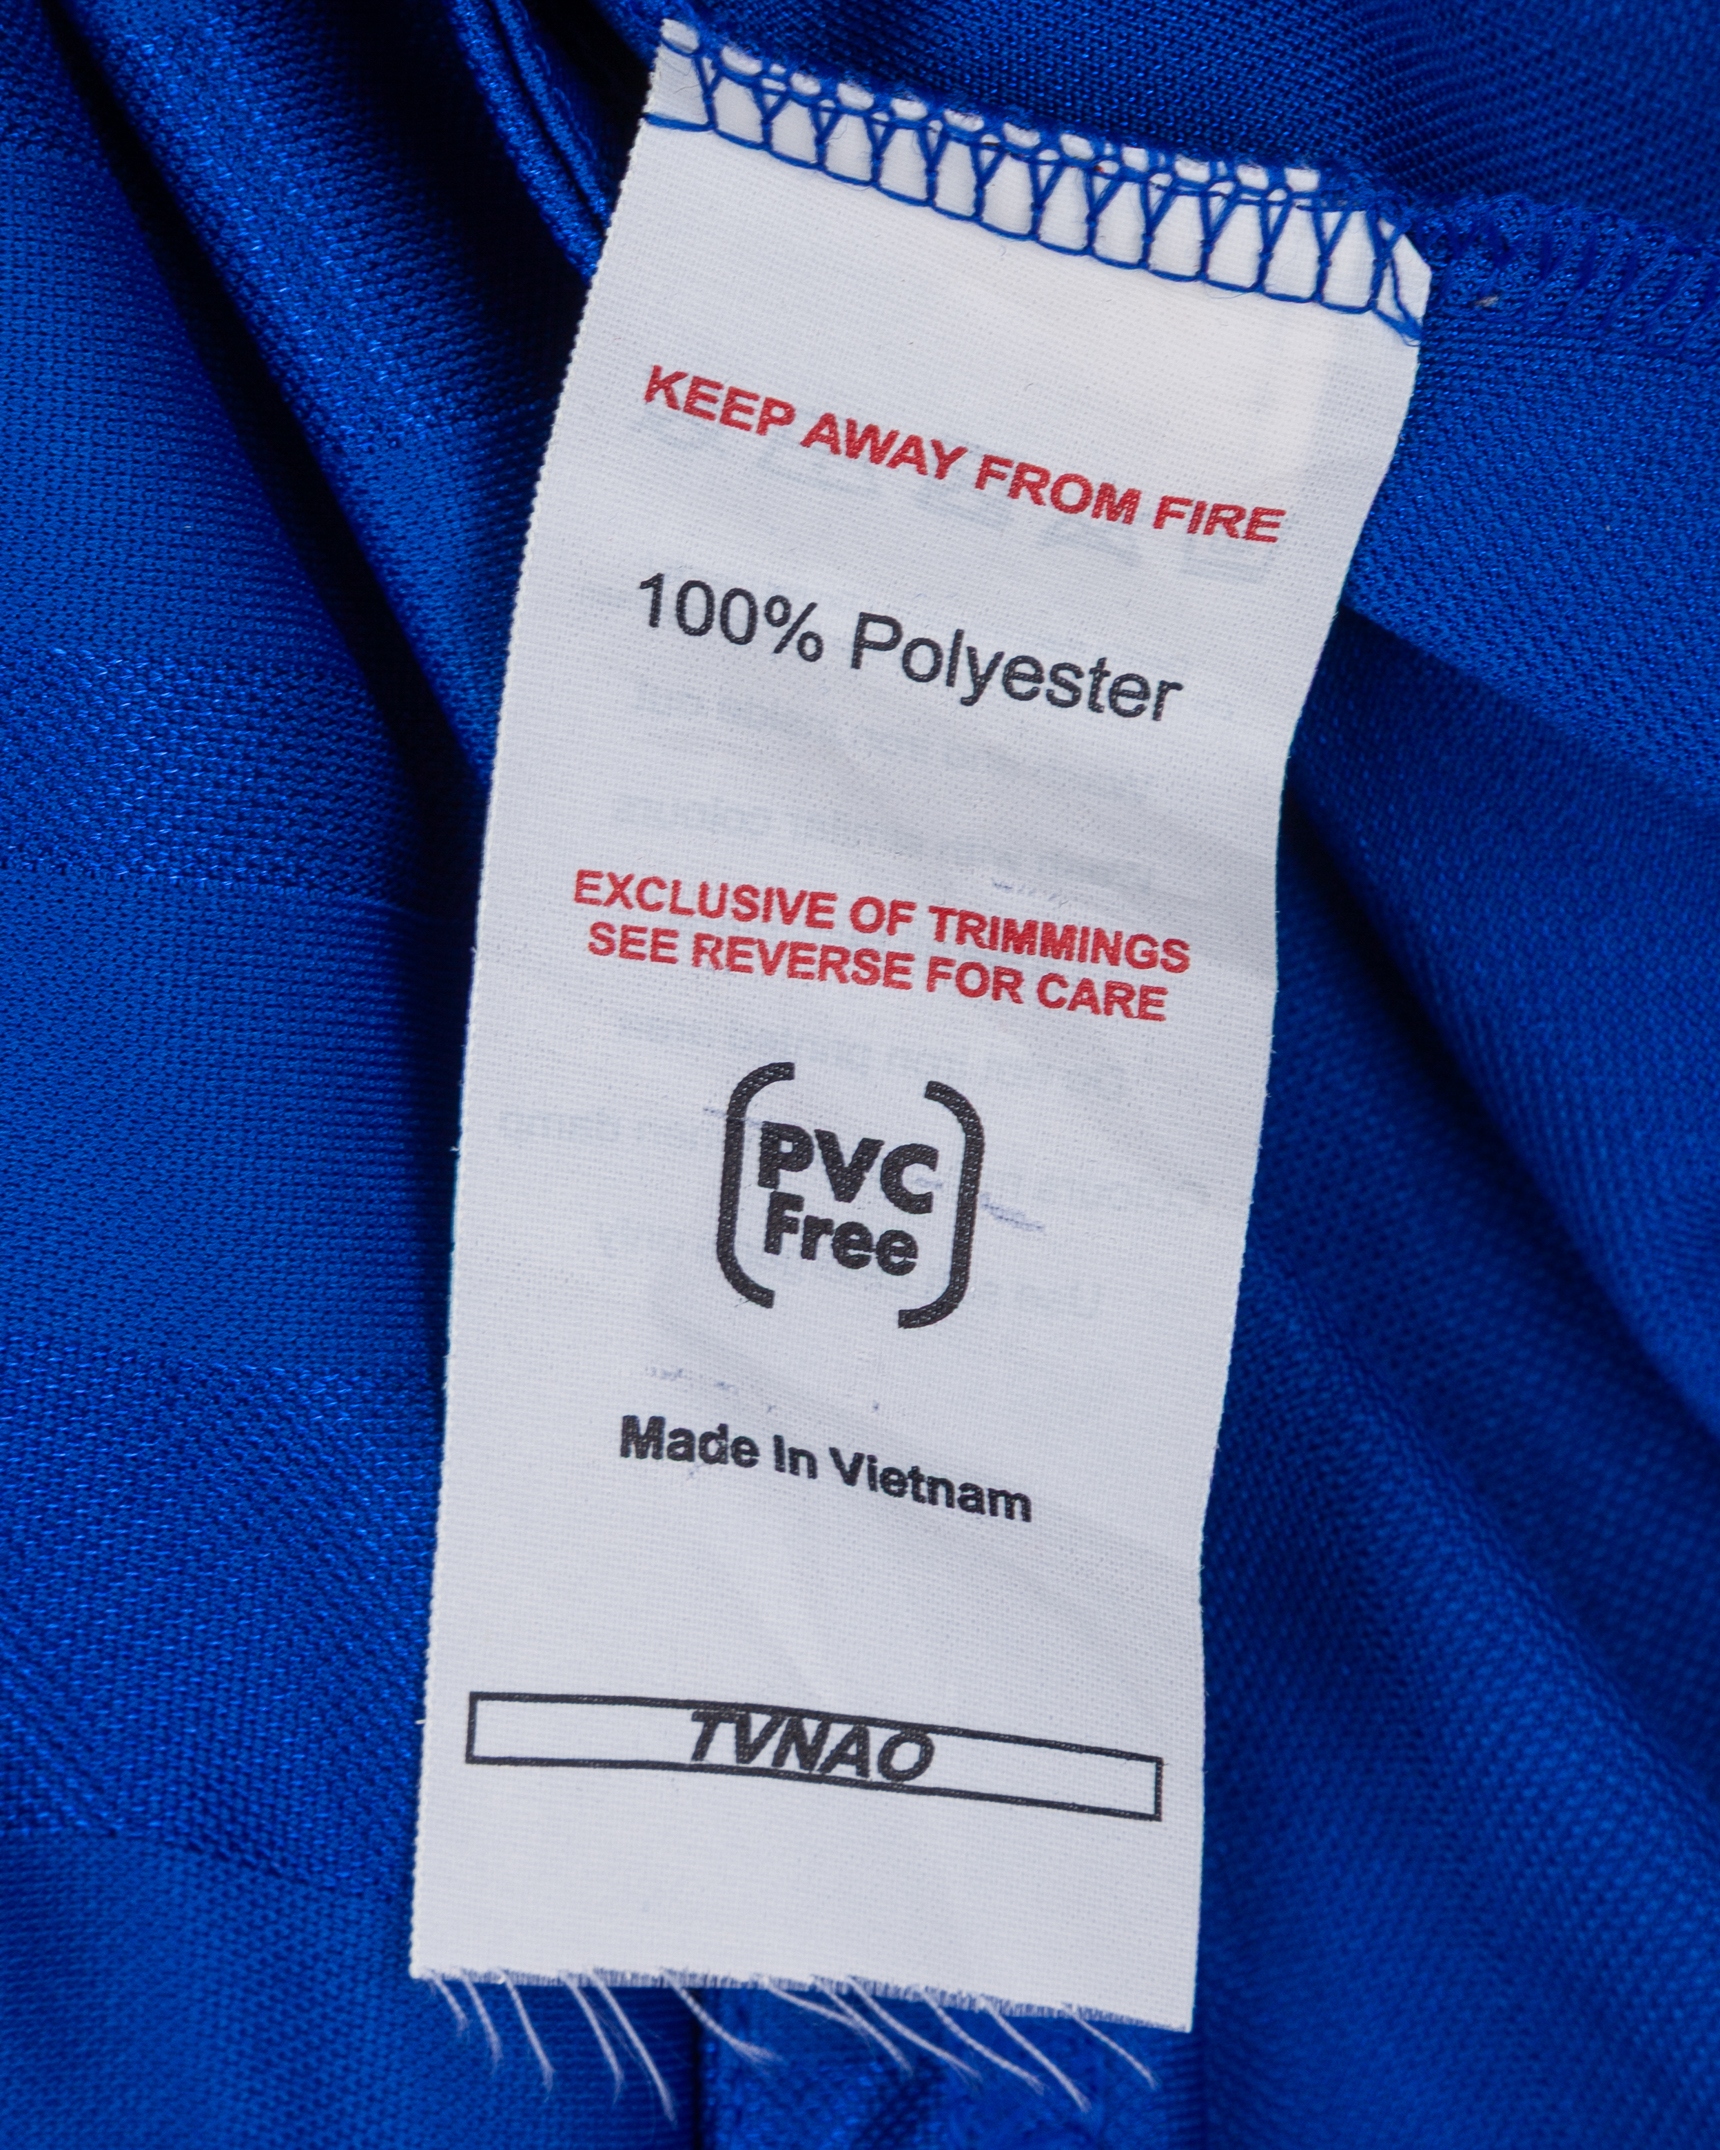 KEEP AWAY FROM FIRE
100% Polyester
EXCLUSIVE OF TRIMMINGS
SEE REVERSE FOR CARE
PVC
Free
Made In Vietnam
TVNAO